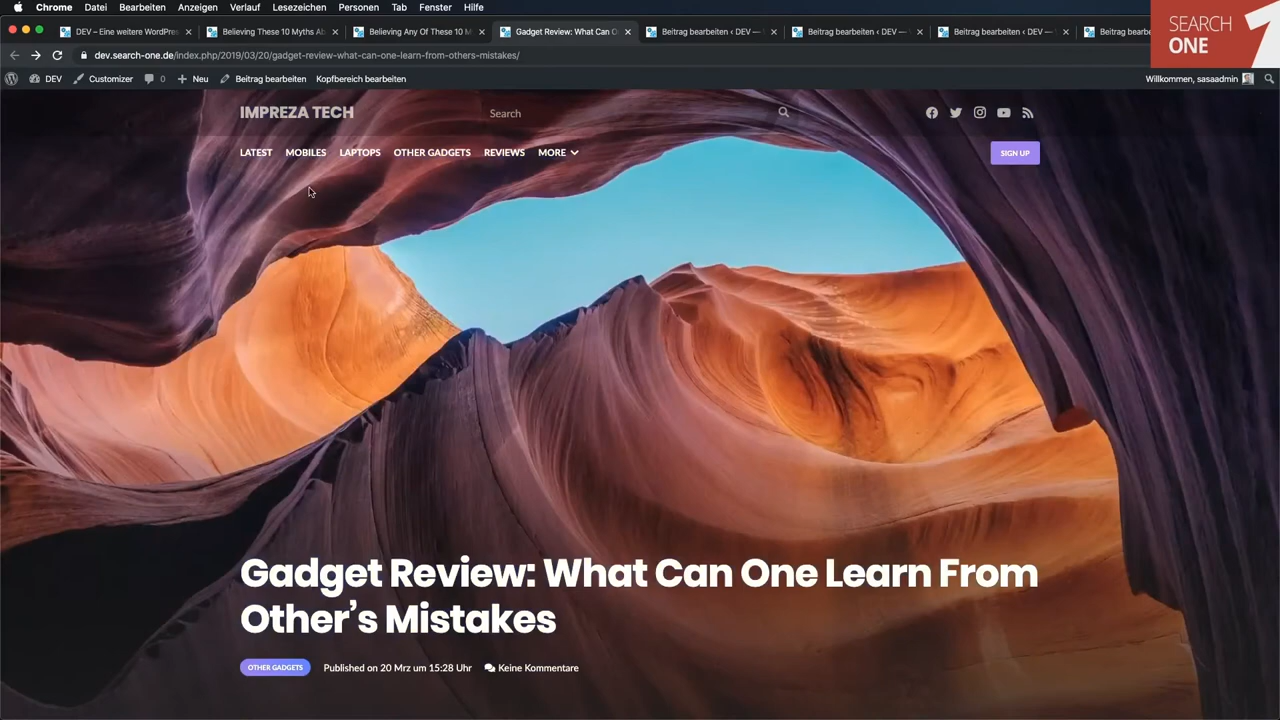 Chrome Datei Bearbeiten Anzeigen Verlauf Lesezeichen Personen Tab Fenster Hilfe
DEV – Eine weitere WordPres Believing These 10 Myths Ab Believing Any Of These 10 M Gadget Review: What Can O Beitrag bearbeiten ‹ DEV — Beitrag bearbeiten ‹ DEV — Beitrag bearbeiten ‹ DEV — Beitrag bearbe
SEARCH
ONE
dev.search-one.de/index.php/2019/03/20/gadget-review-what-can-one-learn-from-others-mistakes/
DEV Customizer 0 Neu Beitrag bearbeiten Kopfbereich bearbeiten Willkommen, sasaadmin
IMPREZA TECH Search
LATEST MOBILES LAPTOPS OTHER GADGETS REVIEWS MORE SIGN UP
Gadget Review: What Can One Learn From
Other’s Mistakes
OTHER GADGETS Published on 20 Mrz um 15:28 Uhr Keine Kommentare